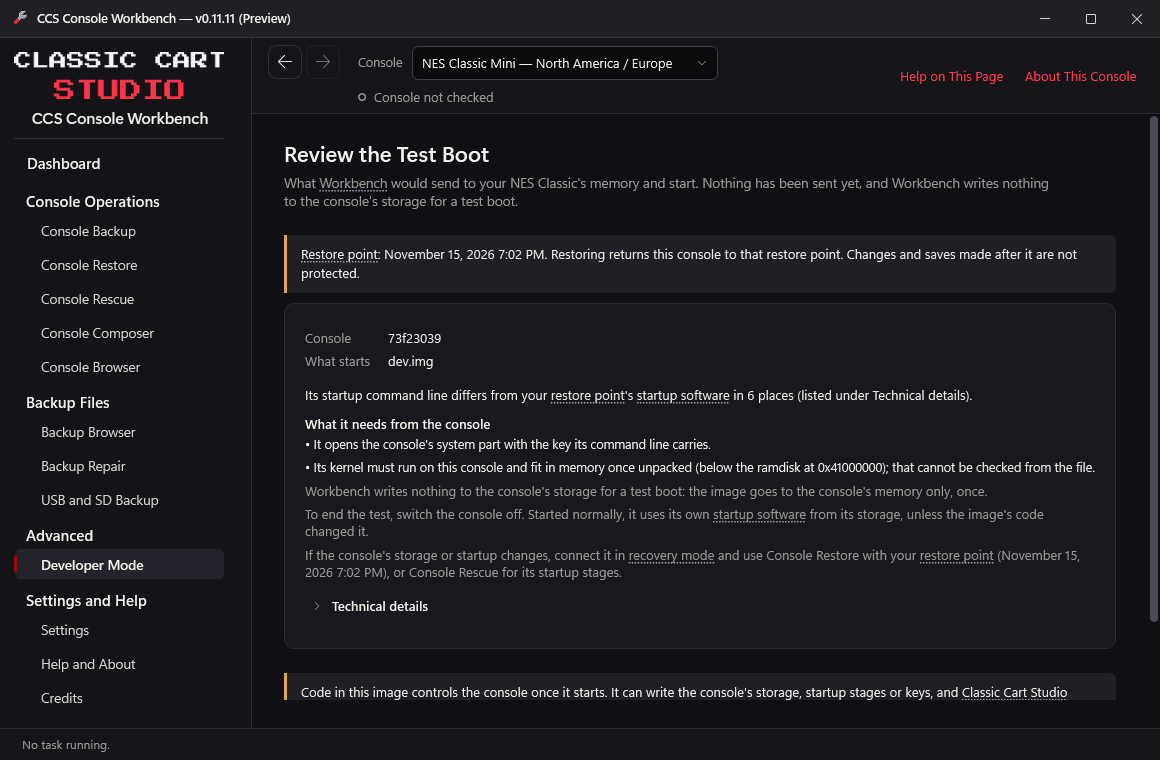 CCS Console Workbench — v0.11.11 (Preview)
CLASSIC CART
STUDIO
CCS Console Workbench
Dashboard
Console Operations
Console Backup
Console Restore
Console Rescue
Console Composer
Console Browser
Backup Files
Backup Browser
Backup Repair
USB and SD Backup
Advanced
Developer Mode
Settings and Help
Settings
Help and About
Credits
Console
NES Classic Mini — North America / Europe
Console not checked
Help on This Page
About This Console
Review the Test Boot
What Workbench would send to your NES Classic's memory and start. Nothing has been sent yet, and Workbench writes nothing
to the console's storage for a test boot.
Restore point: November 15, 2026 7:02 PM. Restoring returns this console to that restore point. Changes and saves made after it are not
protected.
Console 73f23039
What starts dev.img
Its startup command line differs from your restore point's startup software in 6 places (listed under Technical details).
What it needs from the console
• It opens the console's system part with the key its command line carries.
• Its kernel must run on this console and fit in memory once unpacked (below the ramdisk at 0x41000000); that cannot be checked from the file.
Workbench writes nothing to the console's storage for a test boot: the image goes to the console's memory only, once.
To end the test, switch the console off. Started normally, it uses its own startup software from its storage, unless the image's code
changed it.
If the console's storage or startup changes, connect it in recovery mode and use Console Restore with your restore point (November 15,
2026 7:02 PM), or Console Rescue for its startup stages.
Technical details
Code in this image controls the console once it starts. It can write the console's storage, startup stages or keys, and Classic Cart Studio
No task running.